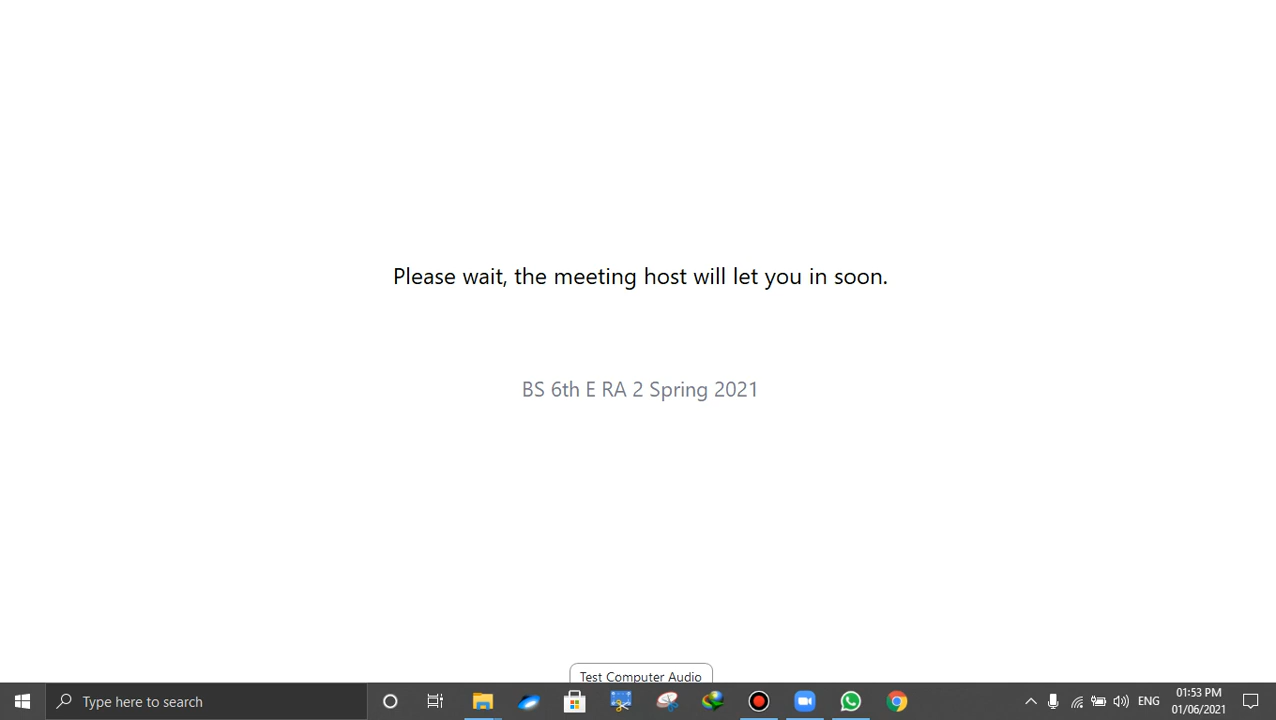 Please wait, the meeting host will let you in soon.
BS 6th E RA 2 Spring 2021
Test Computer Audio
Type here to search
ENG
01:53 PM
01/06/2021